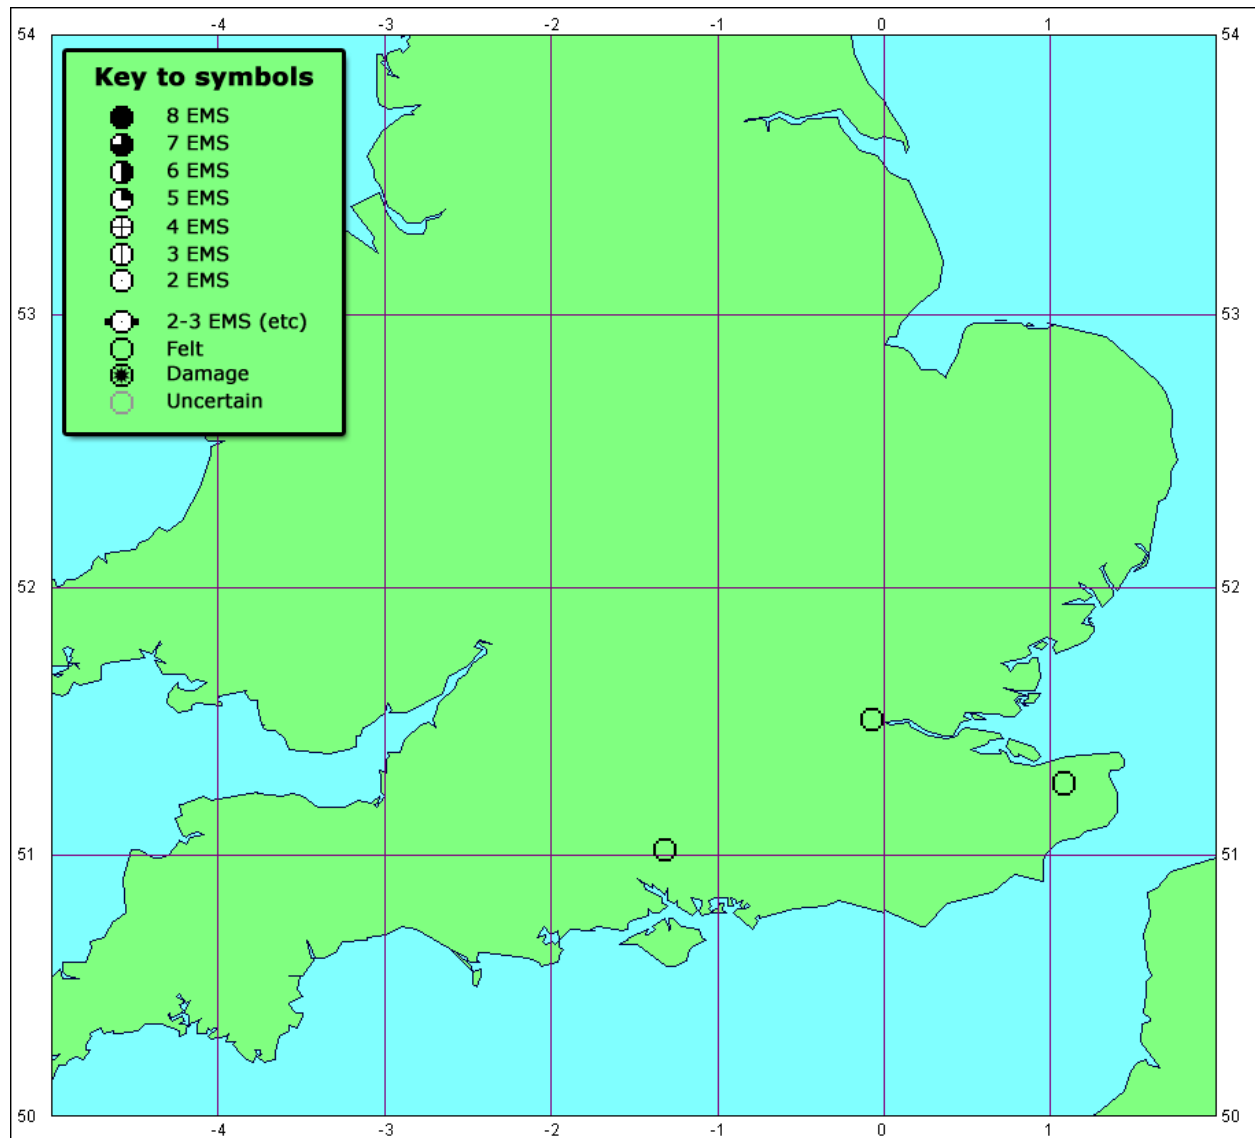 -4 -3 -2 -1 0 1
54 54
Key to symbols
8 EMS
7 EMS
6 EMS
5 EMS
4 EMS
3 EMS
2 EMS
2-3 EMS (etc)
Felt
Damage
Uncertain
53 53
52 52
51 51
50 50
-4 -3 -2 -1 0 1